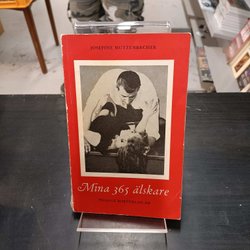 JOSEFINE MUTZENBACHER
Mina 365 älskare